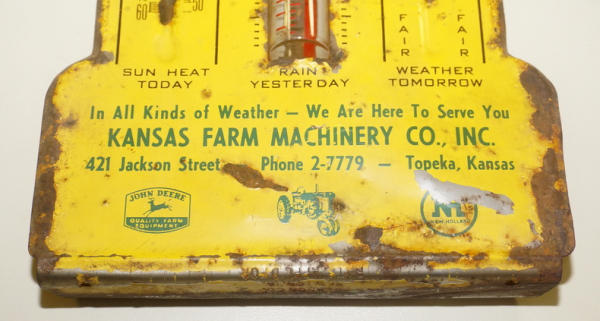 60 50
FAIR FAIR
SUN HEAT TODAY
RAIN YESTERDAY
WEATHER TOMORROW
In All Kinds of Weather — We Are Here To Serve You
KANSAS FARM MACHINERY CO., INC.
421 Jackson Street Phone 2-7779 — Topeka, Kansas
JOHN DEERE
QUALITY FARM
EQUIPMENT
NEW HOLLAND